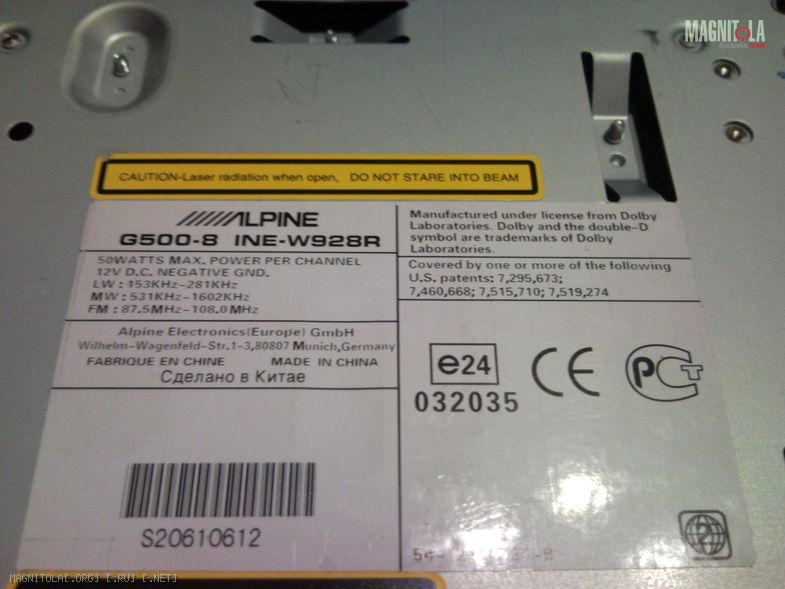 MAGNITOLA
CAUTION-Laser radiation when open, DO NOT STARE INTO BEAM
ALPINE
G500-8 INE-W928R
50WATTS MAX. POWER PER CHANNEL
12V D.C. NEGATIVE GND.
LW : 153KHz-281KHz
MW : 531KHz-1602KHz
FM : 87.5MHz-108.0MHz
Alpine Electronics(Europe) GmbH
Wilhelm-Wagenfeld-Str.1-3,80807 Munich,Germany
FABRIQUE EN CHINE MADE IN CHINA
Сделано в Китае
S20610612
Manufactured under license from Dolby
Laboratories. Dolby and the double-D
symbol are trademarks of Dolby
Laboratories.
Covered by one or more of the following
U.S. patents: 7,295,673;
7,460,668; 7,515,710; 7,519,274
e24
032035
CE
РСТ
MAGNITOLA[.ORG] [.RU] [.NET]